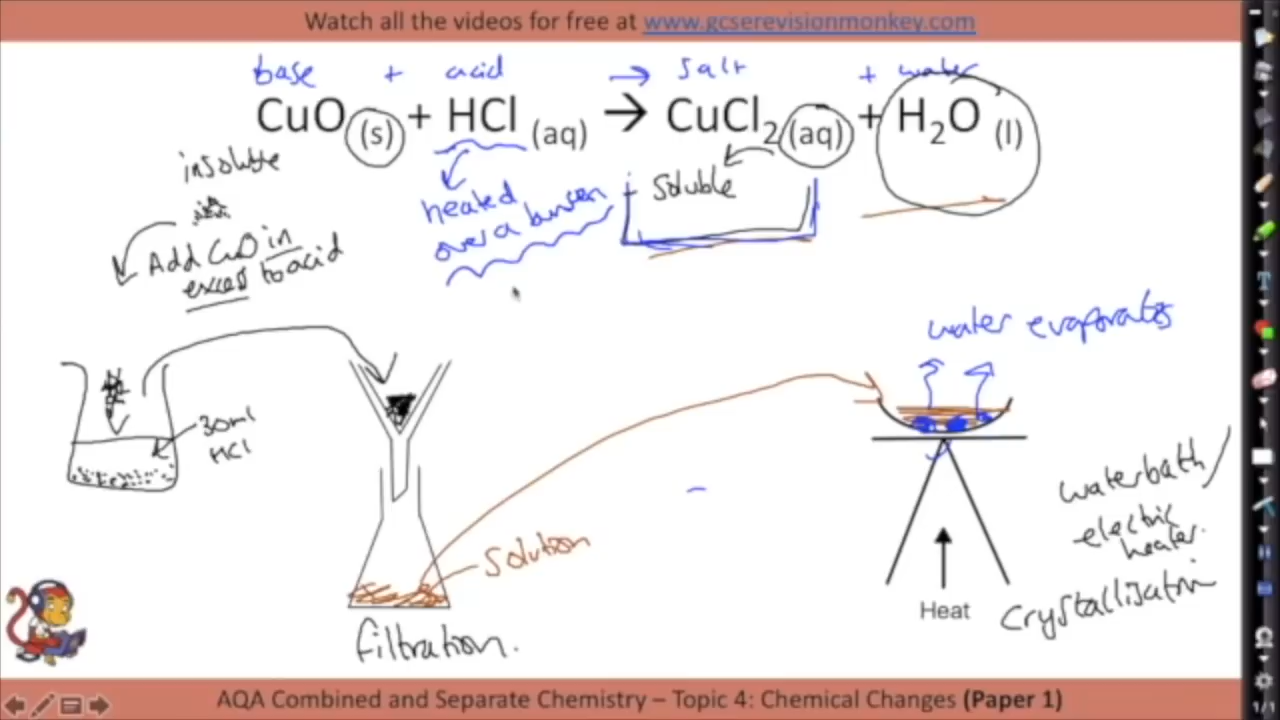 Watch all the videos for free at www.gcserevisionmonkey.com
base + acid → salt + water
CuO (s) + HCl (aq) → CuCl₂ (aq) + H₂O (l)
insoluble
Add CuO in
excess to acid
heated
over a bunsen
soluble
30ml
HCl
Solution
filtration.
water evaporates
waterbath/
electric
heater.
Heat
Crystallisation
AQA Combined and Separate Chemistry – Topic 4: Chemical Changes (Paper 1)
1/1